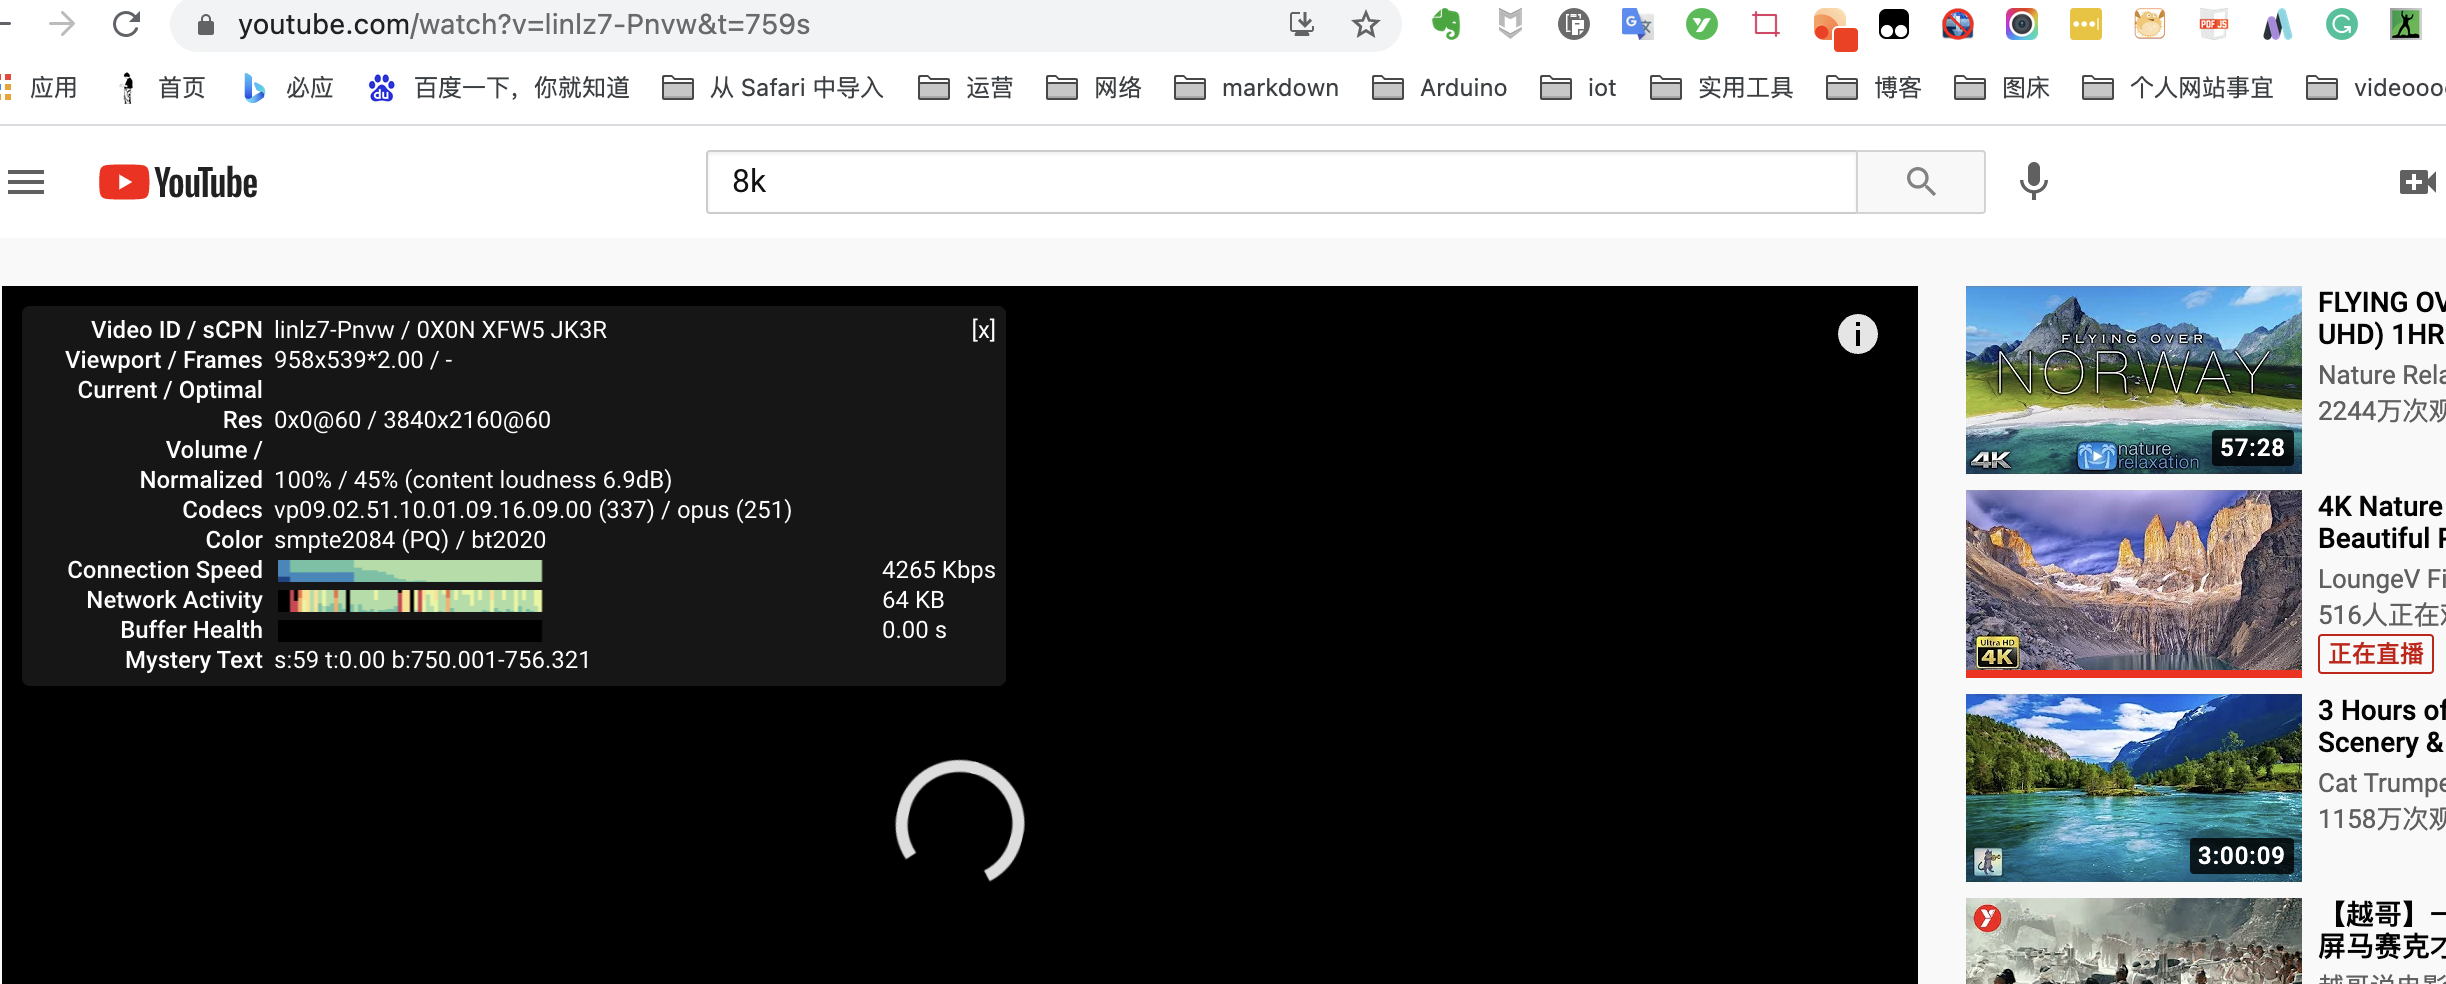 youtube.com/watch?v=linlz7-Pnvw&t=759s
应用 首页 必应 百度一下，你就知道 从 Safari 中导入 运营 网络 markdown Arduino iot 实用工具 博客 图床 个人网站事宜 videooo
YouTube
8k
Video ID / sCPN linlz7-Pnvw / 0X0N XFW5 JK3R [x]
Viewport / Frames 958x539*2.00 / -
Current / Optimal
Res 0x0@60 / 3840x2160@60
Volume /
Normalized 100% / 45% (content loudness 6.9dB)
Codecs vp09.02.51.10.01.09.16.09.00 (337) / opus (251)
Color smpte2084 (PQ) / bt2020
Connection Speed 4265 Kbps
Network Activity 64 KB
Buffer Health 0.00 s
Mystery Text s:59 t:0.00 b:750.001-756.321
FLYING OVER
NORWAY
4K
nature
relaxation
57:28
FLYING OV
UHD) 1HR
Nature Rela
2244万次观
Ultra HD
4K
4K Nature
Beautiful
LoungeV Fi
516人正在
正在直播
3:00:09
3 Hours of
Scenery &
Cat Trumpe
1158万次观
【越哥】一
屏马赛克才
越哥说电影